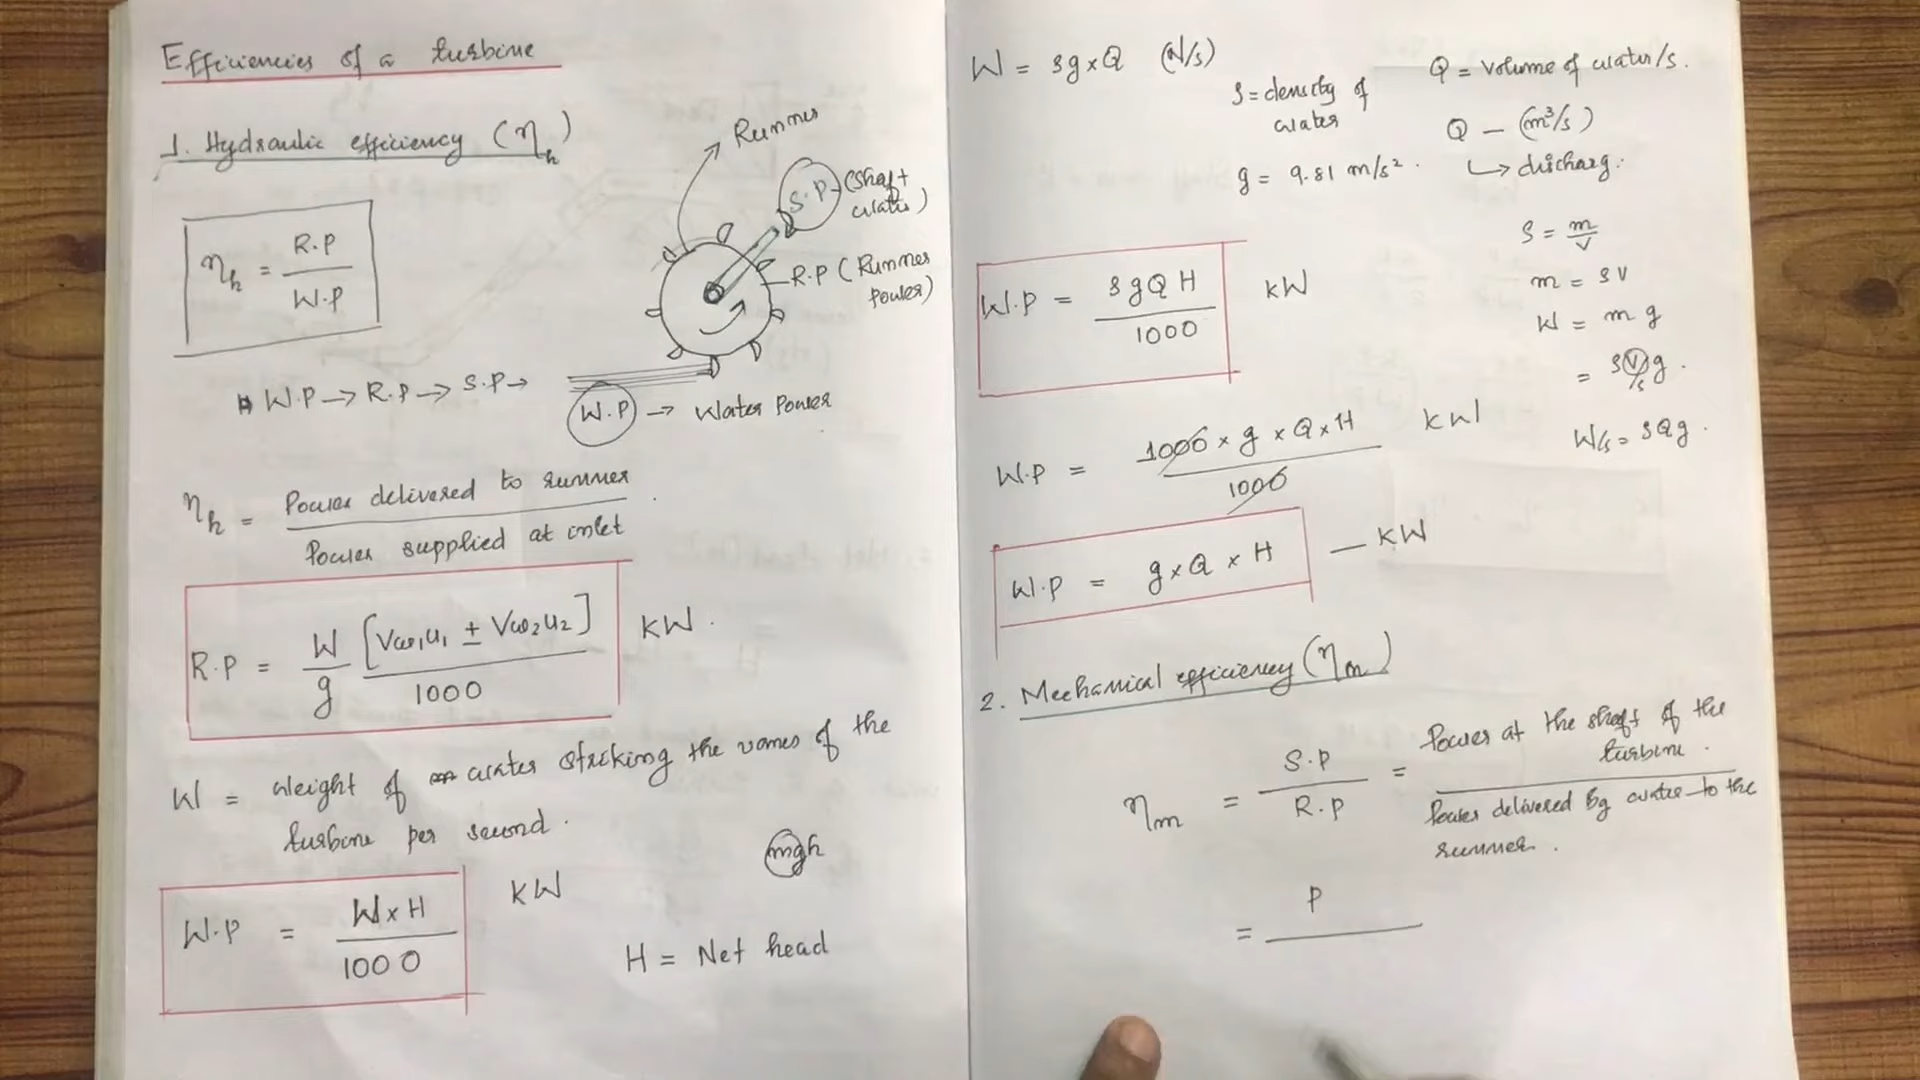 Efficiencies of a turbine
1. Hydraulic efficiency (ηh)
ηh = R.P / W.P
Runner
S.P (Shaft
R.P (Runner
Power)
W.P → R.P → S.P →
W.P → Water Power
ηh = Power delivered to runner / Power supplied at inlet
R.P = W/g [Vw₁u₁ ± Vw₂u₂] / 1000 KW.
W = weight of water striking the vanes of the
turbine per second.
mgh
W.P = W×H / 1000 KW
H = Net head
W = ρg×Q (N/s)
ρ = density of
water
g = 9.81 m/s².
Q = volume of water/s.
Q – (m³/s)
↳ discharg.
ρ = m/V
m = ρV
W = mg
= ρV/s g.
W/s = ρQg.
W.P = ρgQH / 1000 KW
W.P = 1000 × g × Q × H / 1000 KW
W.P = g×Q×H — KW
2. Mechanical efficiency (ηm)
ηm = S.P / R.P = Power at the shaft of the turbine. / Power delivered by water to the runner.
= P /